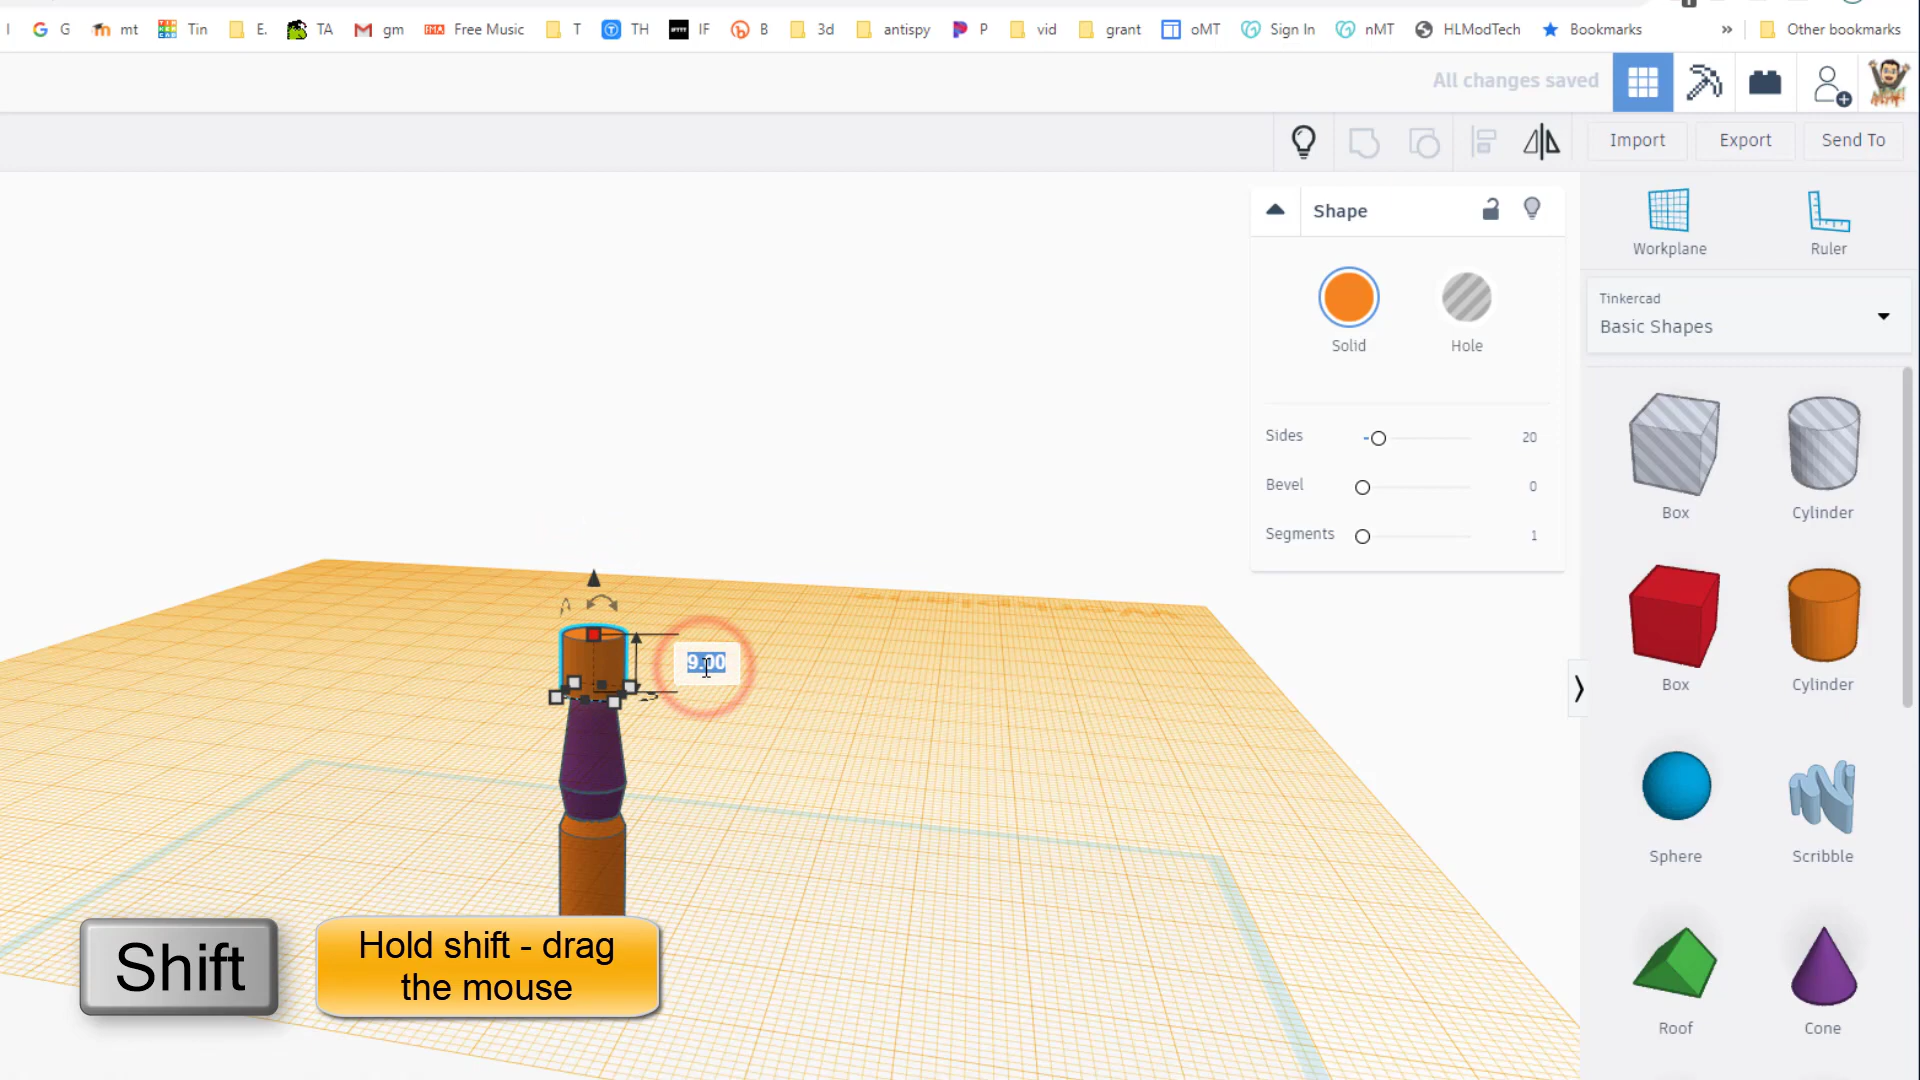 G mt Tin E. TA gm Free Music T TH IF B 3d antispy P vid grant oMT Sign In nMT HLModTech Bookmarks » Other bookmarks
All changes saved
Import Export Send To
Shape
Solid Hole
Sides 20
Bevel 0
Segments 1
9.00
Workplane Ruler
Tinkercad
Basic Shapes
Box Cylinder
Box Cylinder
Sphere Scribble
Roof Cone
Shift
Hold shift - drag
the mouse